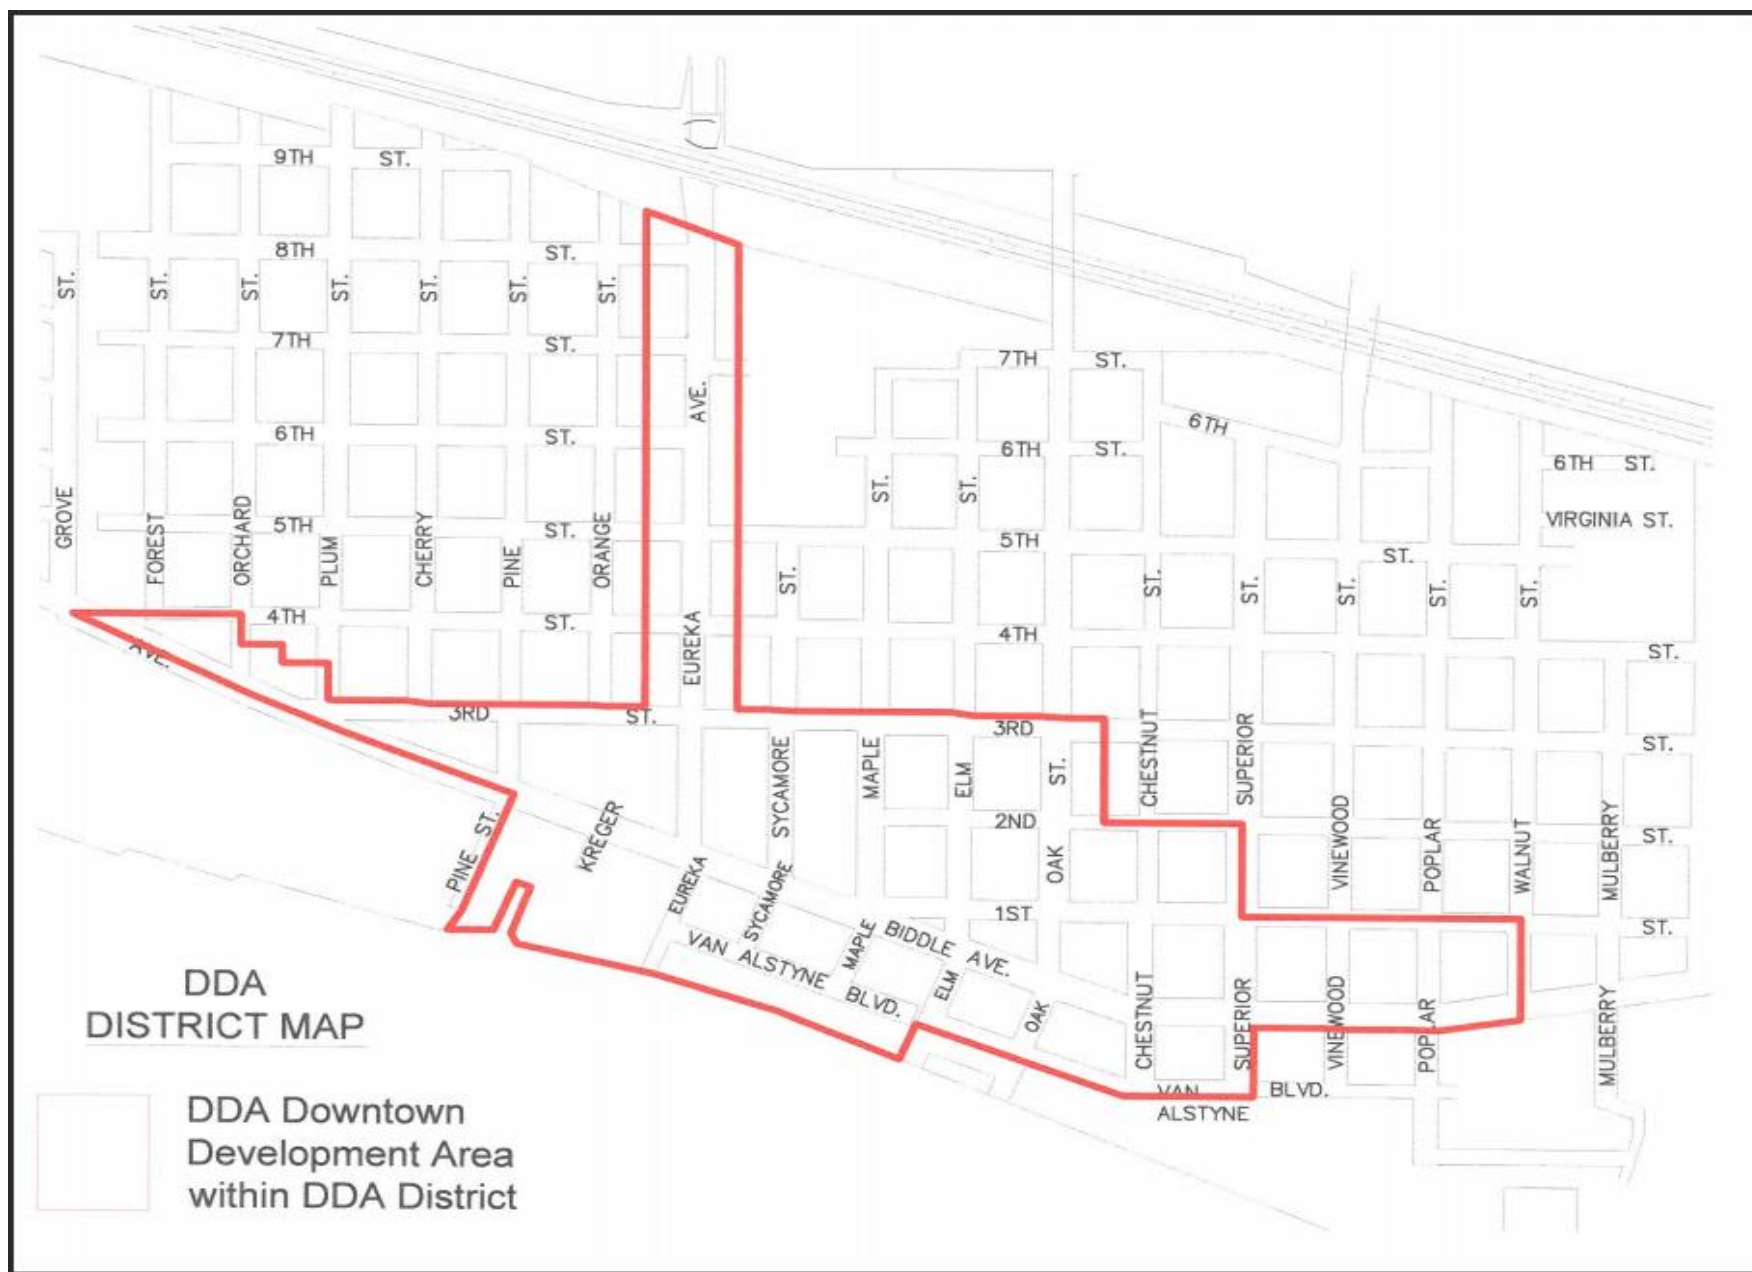 9TH ST.
8TH ST.
ST. ST. ST. ST. ST. ST. ST.
7TH ST.
7TH ST.
AVE.
6TH ST.
6TH ST.
6TH
6TH ST.
ST. ST.
VIRGINIA ST.
GROVE
FOREST
ORCHARD
PLUM
CHERRY
PINE
ORANGE
5TH ST.
5TH ST.
ST. ST. ST. ST. ST. ST.
4TH ST.
EUREKA
4TH ST.
AVE.
3RD ST.
3RD ST.
SYCAMORE
MAPLE
ELM
ST.
CHESTNUT
SUPERIOR
2ND ST.
PINE ST.
KREGER
OAK
VINEWOOD
POPLAR
WALNUT
MULBERRY
EUREKA
SYCAMORE
MAPLE
1ST ST.
BIDDLE AVE.
VAN ALSTYNE BLVD.
ELM
OAK
CHESTNUT
SUPERIOR
VINEWOOD
POPLAR
MULBERRY
VAN BLVD.
ALSTYNE
DDA
DISTRICT MAP
DDA Downtown
Development Area
within DDA District